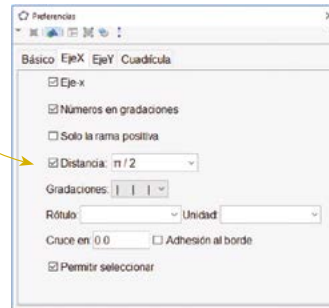 Preferencias
Básico EjeX EjeY Cuadrícula
Eje-x
Números en gradaciones
Solo la rama positiva
Distancia: π / 2
Gradaciones: | | |
Rótulo: Unidad:
Cruce en: 0.0 Adhesión al borde
Permitir seleccionar